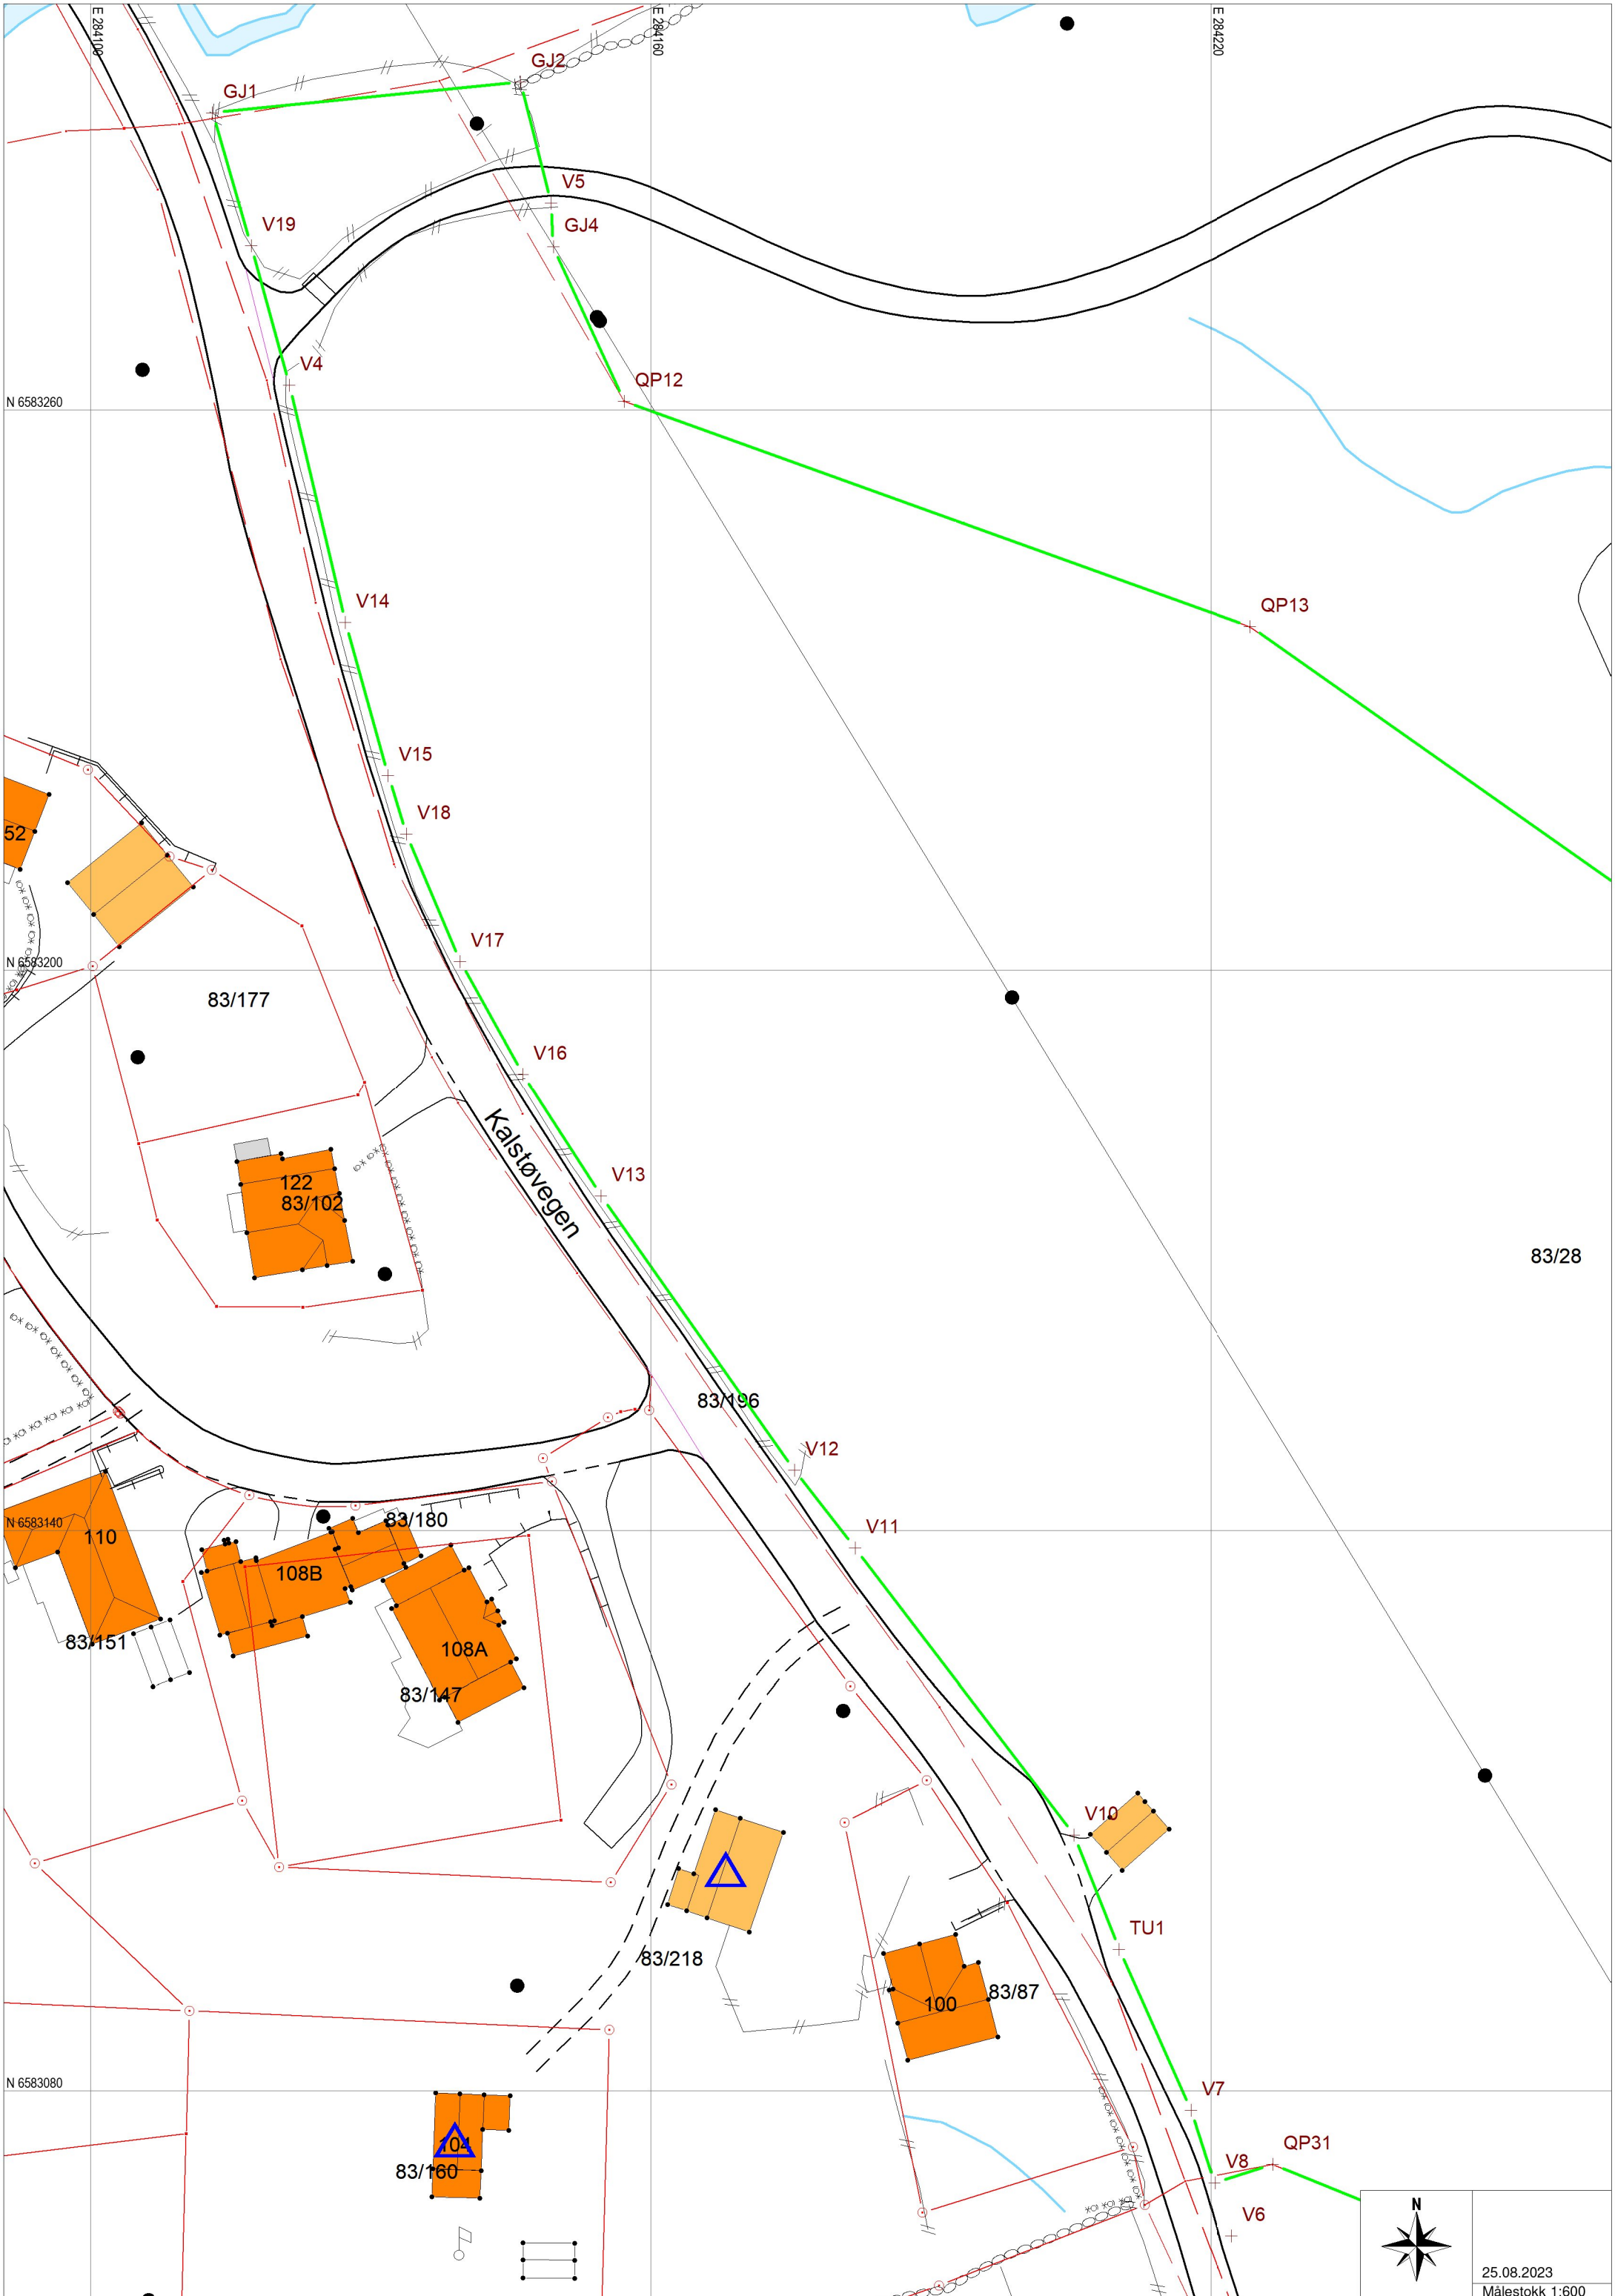 E 284100
E 284160
E 284220
GJ2
GJ1
V5
V19
GJ4
V4
QP12
N 6583260
QP13
V14
V15
V18
52
V17
N 6583200
83/177
V16
Kalstøvegen
122
V13
83/102
83/28
83/196
V12
83/180
N 6583140
110
V11
108B
83/151
108A
83/147
V10
TU1
83/218
83/87
100
N 6583080
V7
104
QP31
83/160
V8
V6
N
25.08.2023
Målestokk 1:600